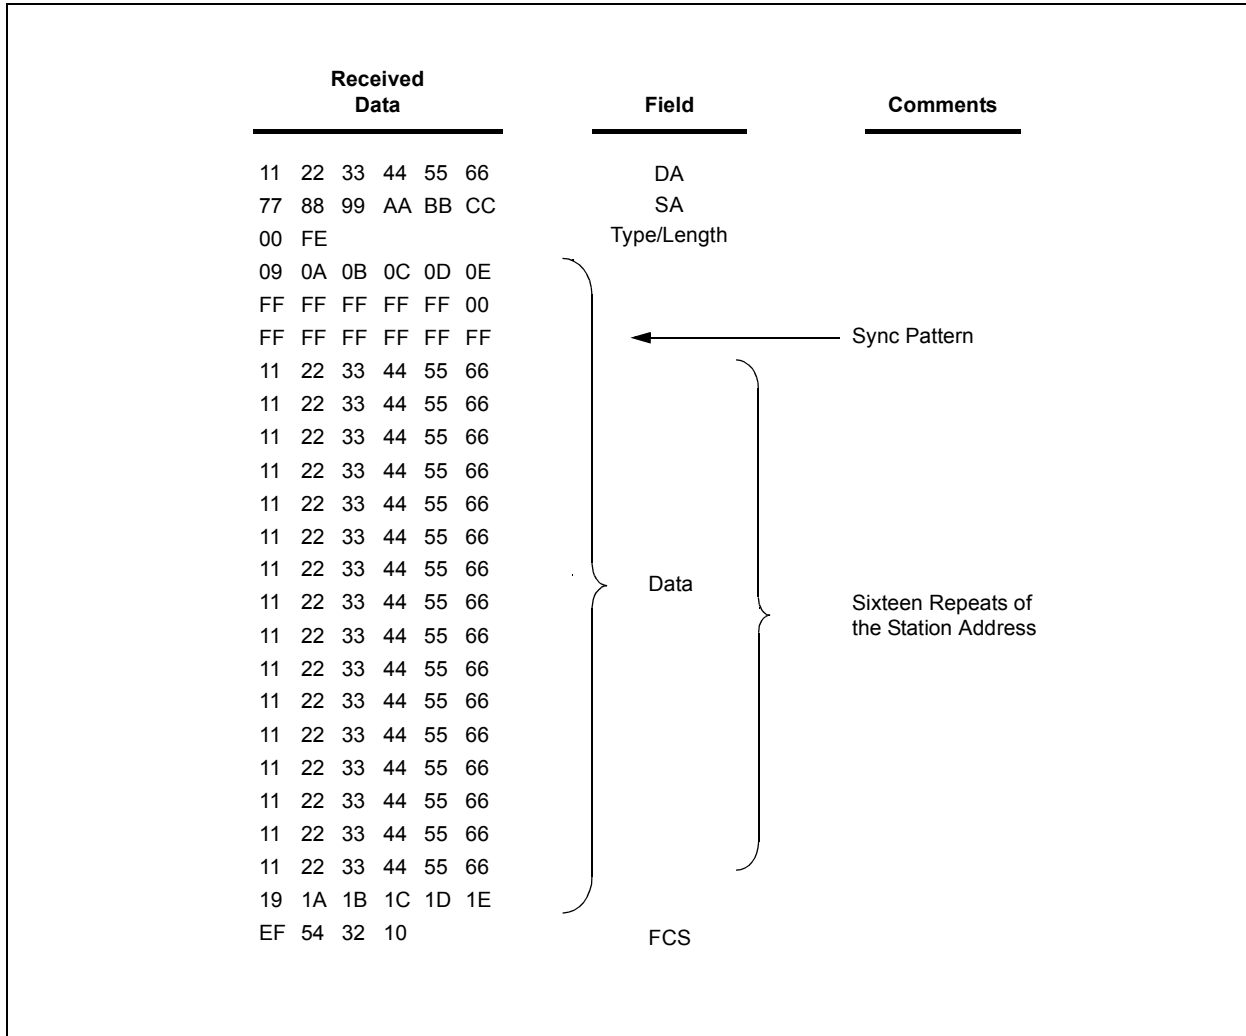 Received
Data Field Comments
11 22 33 44 55 66 DA
77 88 99 AA BB CC SA
00 FE Type/Length
09 0A 0B 0C 0D 0E
FF FF FF FF FF 00
FF FF FF FF FF FF Sync Pattern
11 22 33 44 55 66
11 22 33 44 55 66
11 22 33 44 55 66
11 22 33 44 55 66
11 22 33 44 55 66
11 22 33 44 55 66
11 22 33 44 55 66 Data
11 22 33 44 55 66 Sixteen Repeats of
11 22 33 44 55 66 the Station Address
11 22 33 44 55 66
11 22 33 44 55 66
11 22 33 44 55 66
11 22 33 44 55 66
11 22 33 44 55 66
11 22 33 44 55 66
11 22 33 44 55 66
19 1A 1B 1C 1D 1E
EF 54 32 10 FCS